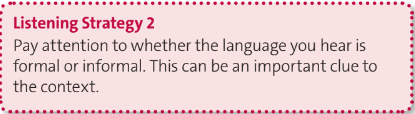 Listening Strategy 2
Pay attention to whether the language you hear is
formal or informal. This can be an important clue to
the context.